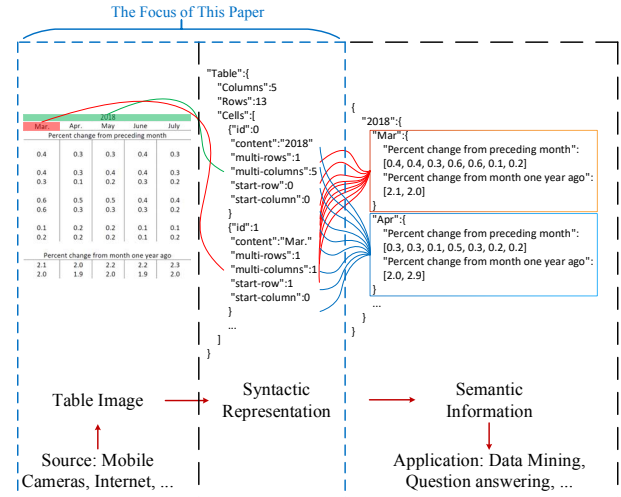 The Focus of This Paper
2018
Mar. Apr. May June July
Percent change from preceding month
0.4 0.3 0.3 0.4 0.3
0.4 0.3 0.4 0.4 0.3
0.3 0.1 0.2 0.2 0.2
0.6 0.5 0.5 0.4 0.4
0.6 0.3 0.3 0.3 0.2
0.1 0.2 0.2 0.1 0.1
0.2 0.2 0.2 0.1 0.2
Percent change from month one year ago
2.1 2.0 2.2 2.2 2.3
2.0 1.9 2.0 1.9 2.0
"Table":{
"Columns":5
"Rows":13
"Cells":[
{"id":0
"content":"2018"
"multi-rows":1
"multi-columns":5
"start-row":0
"start-column":0
}
{"id":1
"content":"Mar."
"multi-rows":1
"multi-columns":1
"start-row":1
"start-column":0
}
...
]
}
{
"2018":{
"Mar":{
"Percent change from preceding month":
[0.4, 0.4, 0.3, 0.6, 0.6, 0.1, 0.2]
"Percent change from month one year ago":
[2.1, 2.0]
}
"Apr":{
"Percent change from preceding month":
[0.3, 0.3, 0.1, 0.5, 0.3, 0.2, 0.2]
"Percent change from month one year ago":
[2.0, 2.9]
}
...
}
}
Table Image
Syntactic
Representation
Semantic
Information
Source: Mobile
Cameras, Internet, ...
Application: Data Mining,
Question answering, ...